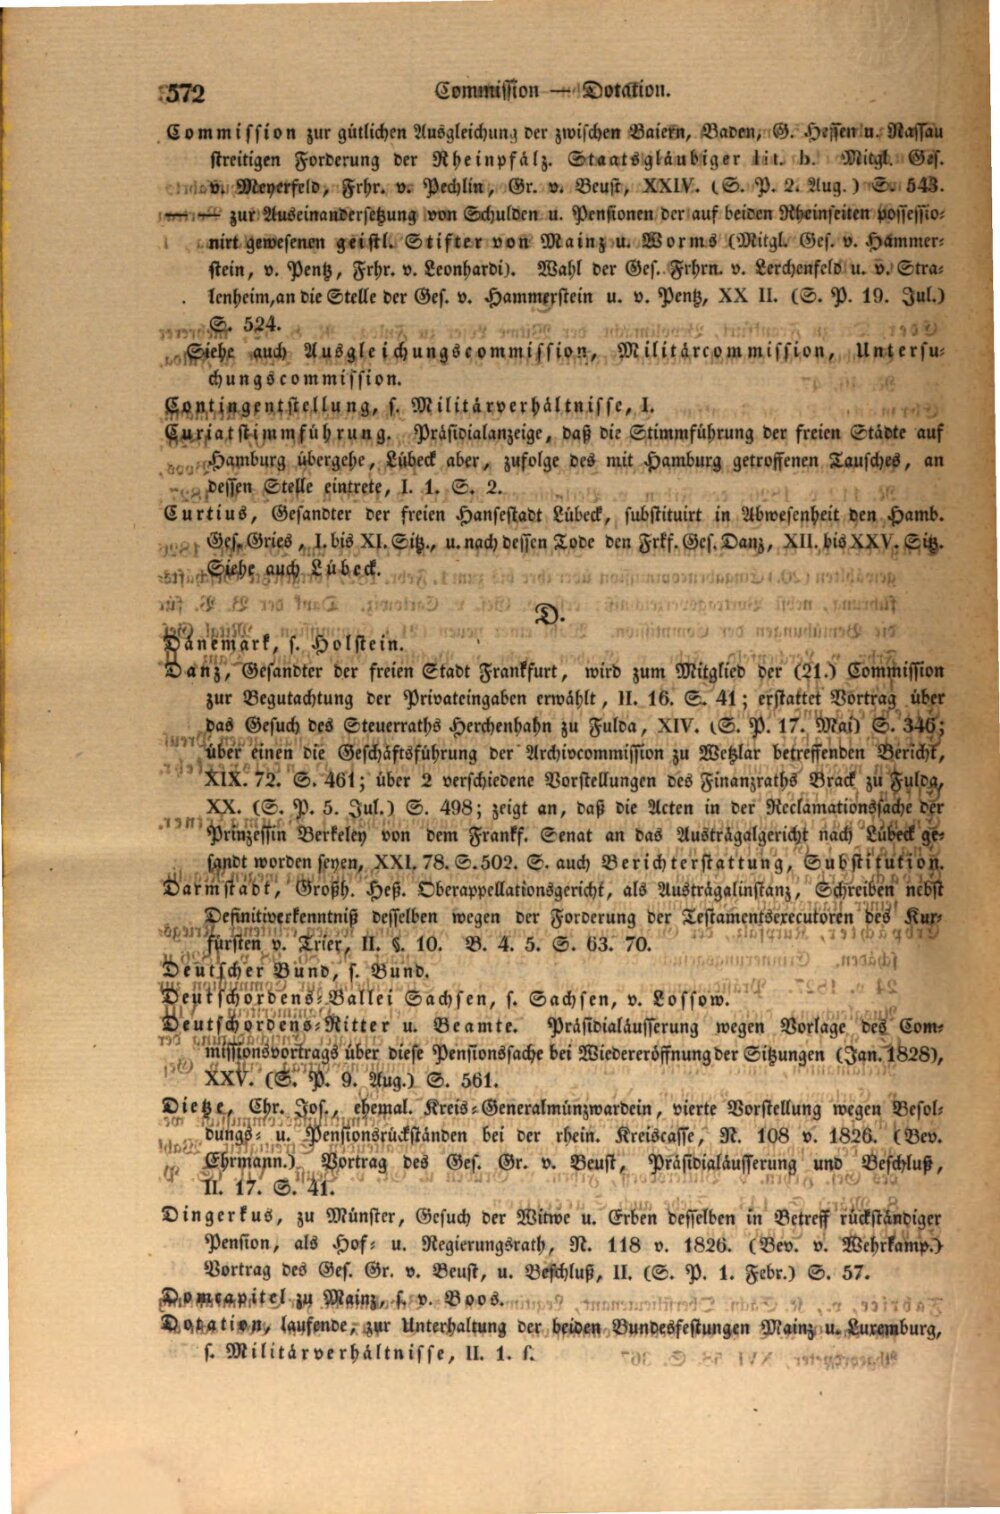 572 Commission — Dotation.
Commission zur gütlichen Ausgleichung der zwischen Baiern, Baden, G. Hessen u. Nassau
streitigen Forderung der Rheinpfälz. Staatsgläubiger lit. b. Mitgl. Ges.
v. Meyerfeld, Frhr. v. Pechlin, Gr. v. Beust, XXIV. (S. P. 2. Aug.) S. 543.
— — zur Auseinandersetzung von Schulden u. Pensionen der auf beiden Rheinseiten possessio-
nirt gewesenen geistl. Stifter von Mainz u. Worms (Mitgl. Ges. v. Hammer-
stein, v. Pentz, Frhr. v. Leonhardi). Wahl der Ges. Frhrn. v. Lerchenfeld u. v. Stra-
lenheim, an die Stelle der Ges. v. Hammerstein u. v. Pentz, XX II. (S. P. 19. Jul.)
S. 524.
Siehe auch Ausgleichungscommission, Militärcommission, Untersu-
chungscommission.
Contingentstellung, s. Militärverhältnisse, I.
Curiatstimmführung. Präsidialanzeige, daß die Stimmführung der freien Städte auf
Hamburg übergehe, Lübeck aber, zufolge des mit Hamburg getroffenen Tausches, an
dessen Stelle eintrete, I. 1. S. 2.
Curtius, Gesandter der freien Hansestadt Lübeck, substituirt in Abwesenheit den Hamb.
Ges. Gries, I. bis XI. Sitz., u. nach dessen Tode den Frkf. Ges. Danz, XII. bis XXV. Sitz.
Siehe auch Lübeck.
D.
Dänemark, s. Holstein.
Danz, Gesandter der freien Stadt Frankfurt, wird zum Mitglied der (21.) Commission
zur Begutachtung der Privateingaben erwählt, II. 16. S. 41; erstattet Vortrag über
das Gesuch des Steuerraths Herchenhahn zu Fulda, XIV. (S. P. 17. Mai) S. 346;
über einen die Geschäftsführung der Archivcommission zu Wetzlar betreffenden Bericht,
XIX. 72. S. 461; über 2 verschiedene Vorstellungen des Finanzraths Brack zu Fulda,
XX. (S. P. 5. Jul.) S. 498; zeigt an, daß die Acten in der Reclamationssache der
Prinzessin Berkeley von dem Frankf. Senat an das Austrägalgericht nach Lübeck ge-
sandt worden seyen, XXI. 78. S. 502. S. auch Berichterstattung, Substitution.
Darmstadt, Großh. Heß. Oberappellationsgericht, als Austrägalinstanz, Schreiben nebst
Definitiverkenntniß desselben wegen der Forderung der Testamentsexecutoren des Kur-
fürsten v. Trier, II. §. 10. B. 4. 5. S. 63. 70.
Deutscher Bund, s. Bund.
Deutschordens-Ballei Sachsen, s. Sachsen, v. Lossow.
Deutschordens-Ritter u. Beamte. Präsidialäusserung wegen Vorlage des Com-
missionsvortrags über diese Pensionssache bei Wiedereröffnung der Sitzungen (Jan. 1828),
XXV. (S. P. 9. Aug.) S. 561.
Dietze, Chr. Jos., ehemal. Kreis-Generalmünzwardein, vierte Vorstellung wegen Besol-
dungs- u. Pensionsrückständen bei der rhein. Kreiscasse, N. 108 v. 1826. (Bev.
Ehrmann.) Vortrag des Ges. Gr. v. Beust, Präsidialäusserung und Beschluß,
II. 17. S. 41.
Dingerkus, zu Münster, Gesuch der Witwe u. Erben desselben in Betreff rückständiger
Pension, als Hof- u. Regierungsrath, N. 118 v. 1826. (Bev. v. Wehrkamp.)
Vortrag des Ges. Gr. v. Beust, u. Beschluß, II. (S. P. 1. Febr.) S. 57.
Domcapitel zu Mainz, s. v. Boos.
Dotation, laufende, zur Unterhaltung der beiden Bundesfestungen Mainz u. Luxemburg,
s. Militärverhältnisse, II. 1. f.